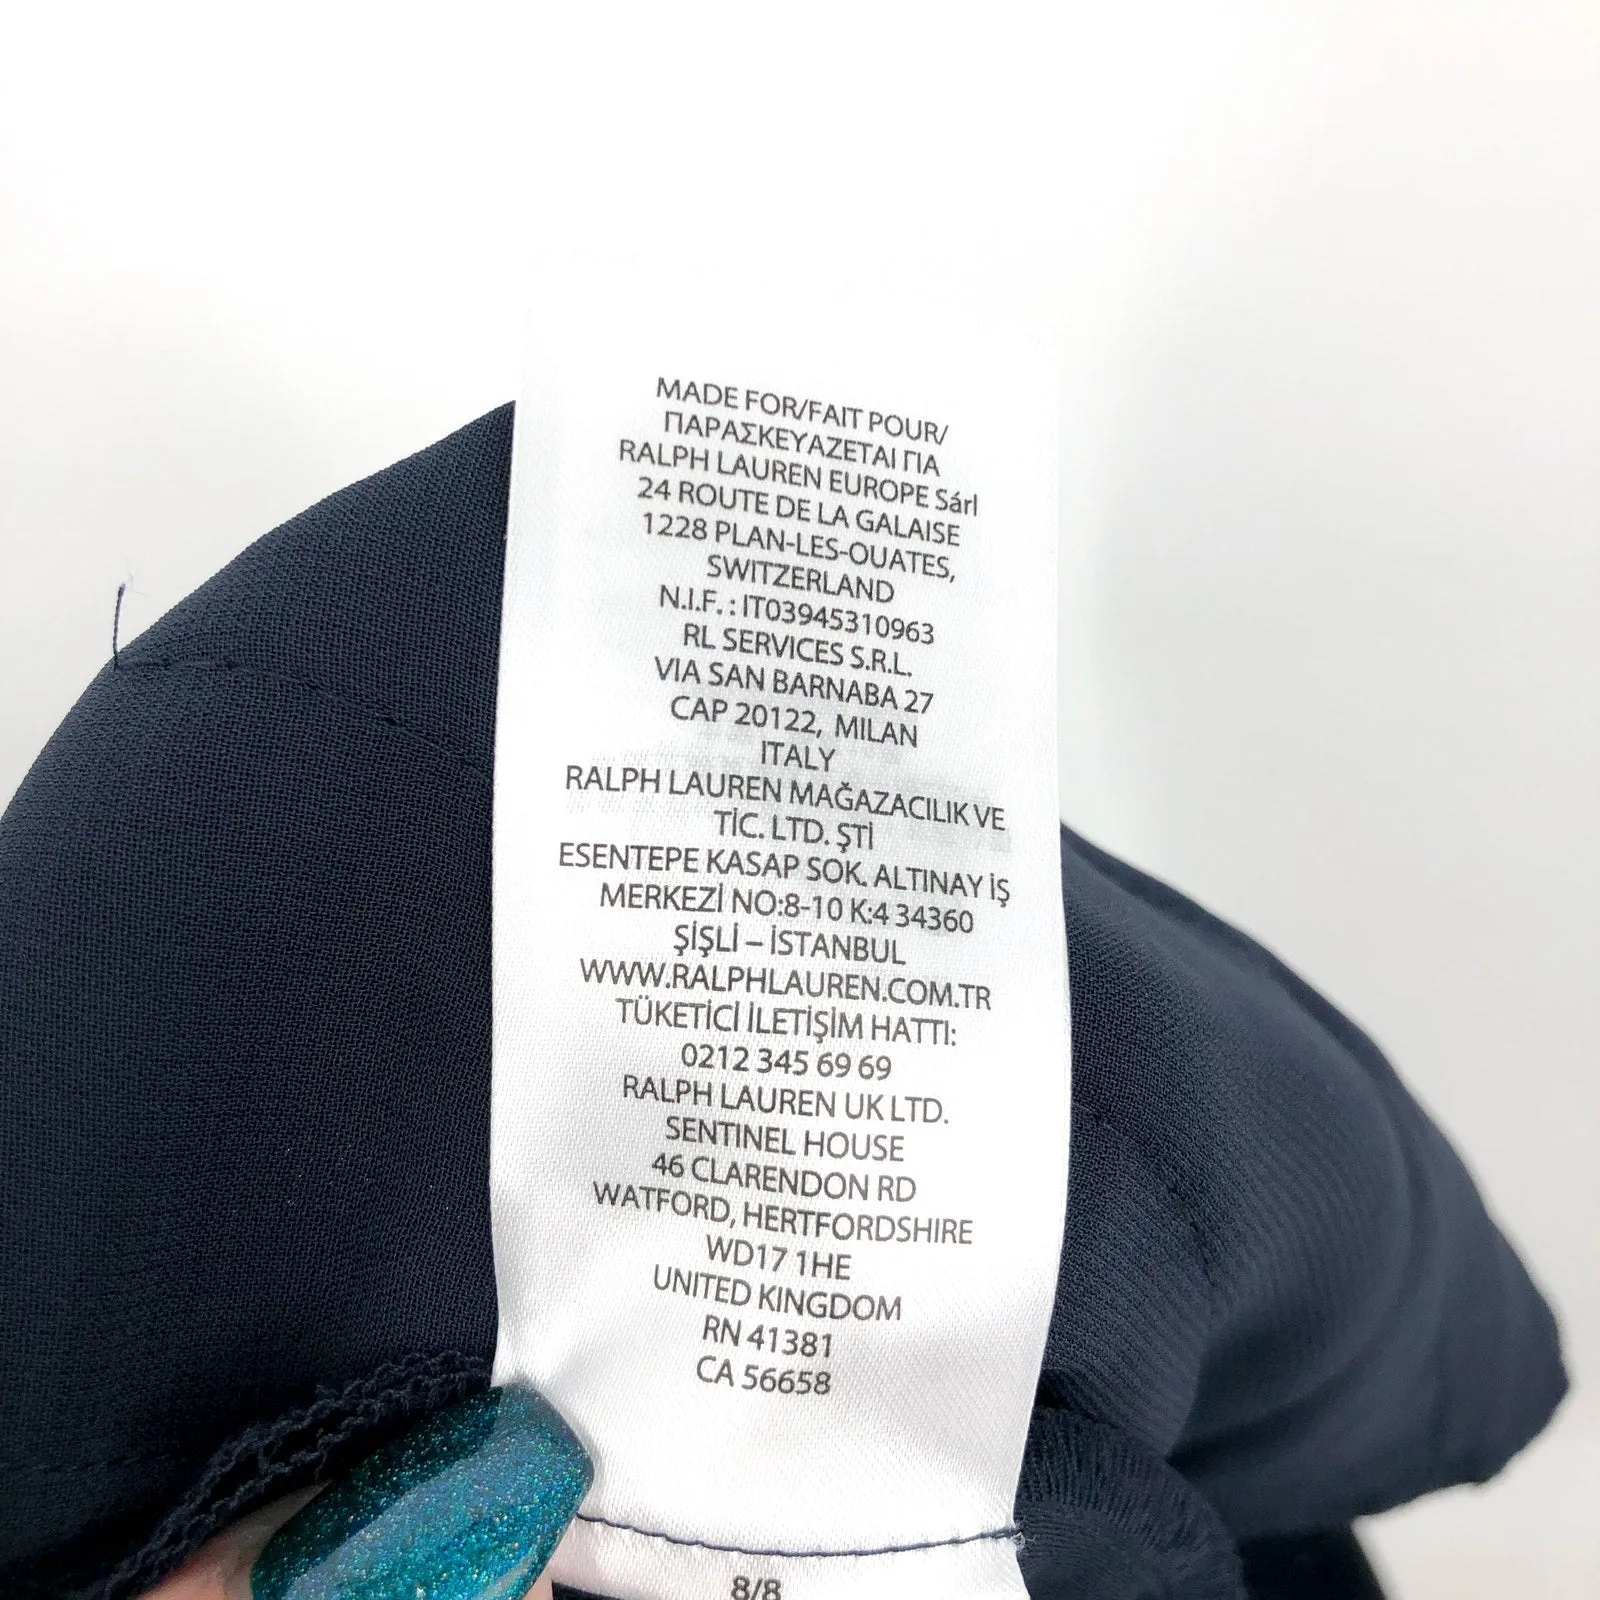 MADE FOR/FAIT POUR/
ΠΑΡΑΣΚΕΥΑΖΕΤΑΙ ΓΙΑ
RALPH LAUREN EUROPE Sárl
24 ROUTE DE LA GALAISE
1228 PLAN-LES-OUATES,
SWITZERLAND
N.I.F. : IT03945310963
RL SERVICES S.R.L.
VIA SAN BARNABA 27
CAP 20122, MILAN
ITALY
RALPH LAUREN MAĞAZACILIK VE
TİC. LTD. ŞTİ
ESENTEPE KASAP SOK. ALTINAY İŞ
MERKEZİ NO:8-10 K:4 34360
ŞİŞLİ – İSTANBUL
WWW.RALPHLAUREN.COM.TR
TÜKETİCİ İLETİŞİM HATTI:
0212 345 69 69
RALPH LAUREN UK LTD.
SENTINEL HOUSE
46 CLARENDON RD
WATFORD, HERTFORDSHIRE
WD17 1HE
UNITED KINGDOM
RN 41381
CA 56658
8/8